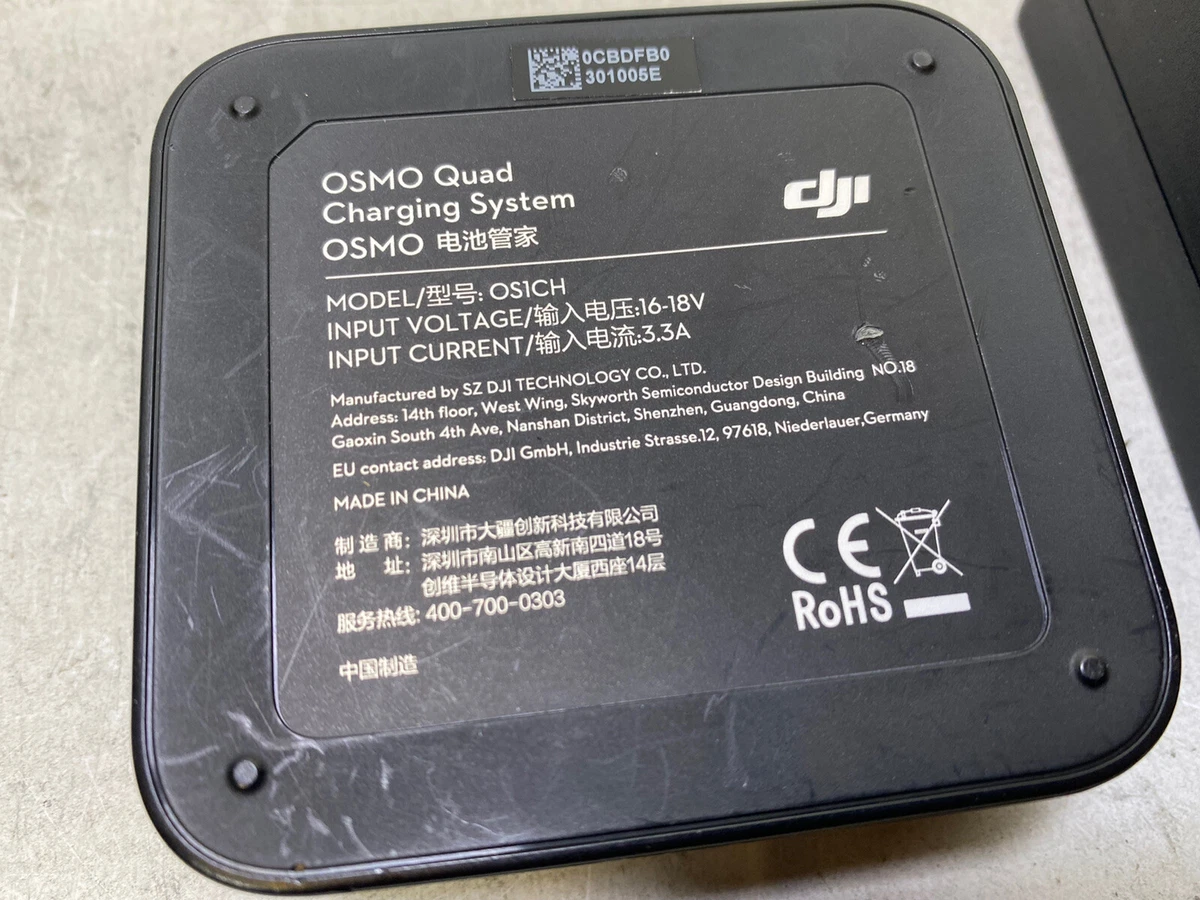 0CBDFB0
301005E
OSMO Quad
Charging System
OSMO 电池管家
dji
MODEL/型号: OS1CH
INPUT VOLTAGE/输入电压:16-18V
INPUT CURRENT/输入电流:3.3A
Manufactured by SZ DJI TECHNOLOGY CO., LTD.
Address: 14th floor, West Wing, Skyworth Semiconductor Design Building NO.18
Gaoxin South 4th Ave, Nanshan District, Shenzhen, Guangdong, China
EU contact address: DJI GmbH, Industrie Strasse.12, 97618, Niederlauer,Germany
MADE IN CHINA
制造商: 深圳市大疆创新科技有限公司
地 址: 深圳市南山区高新南四道18号
创维半导体设计大厦西座14层
服务热线: 400-700-0303
中国制造
CE
RoHS